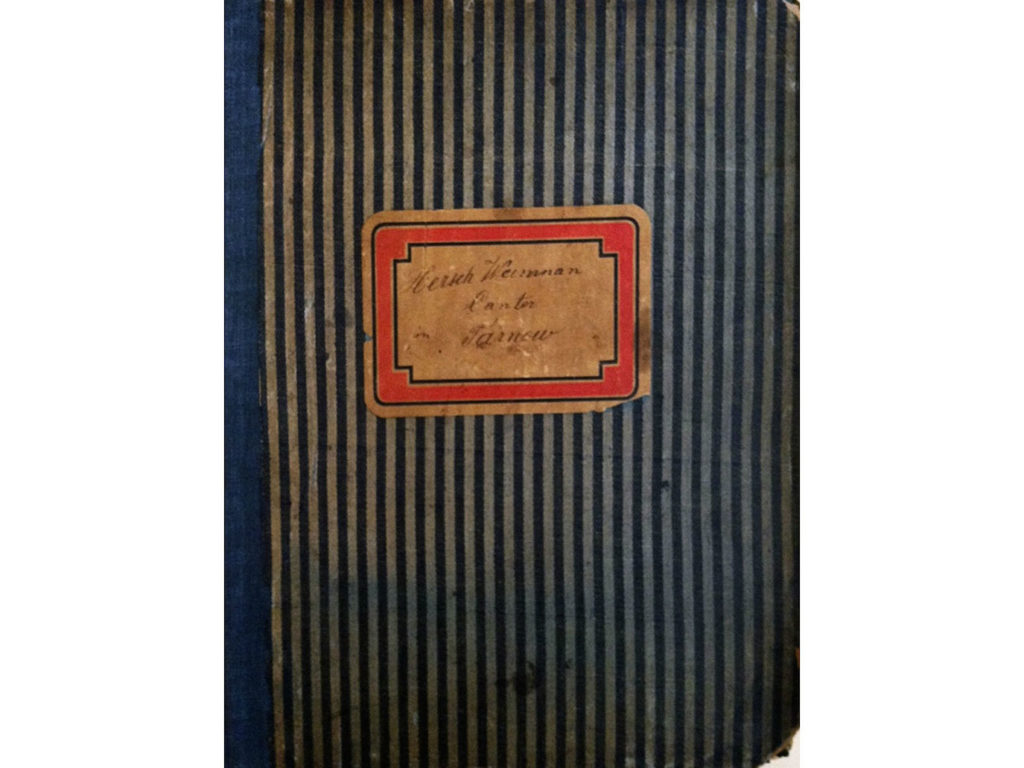 Hersch Weinman
Cantor
in Tarnow